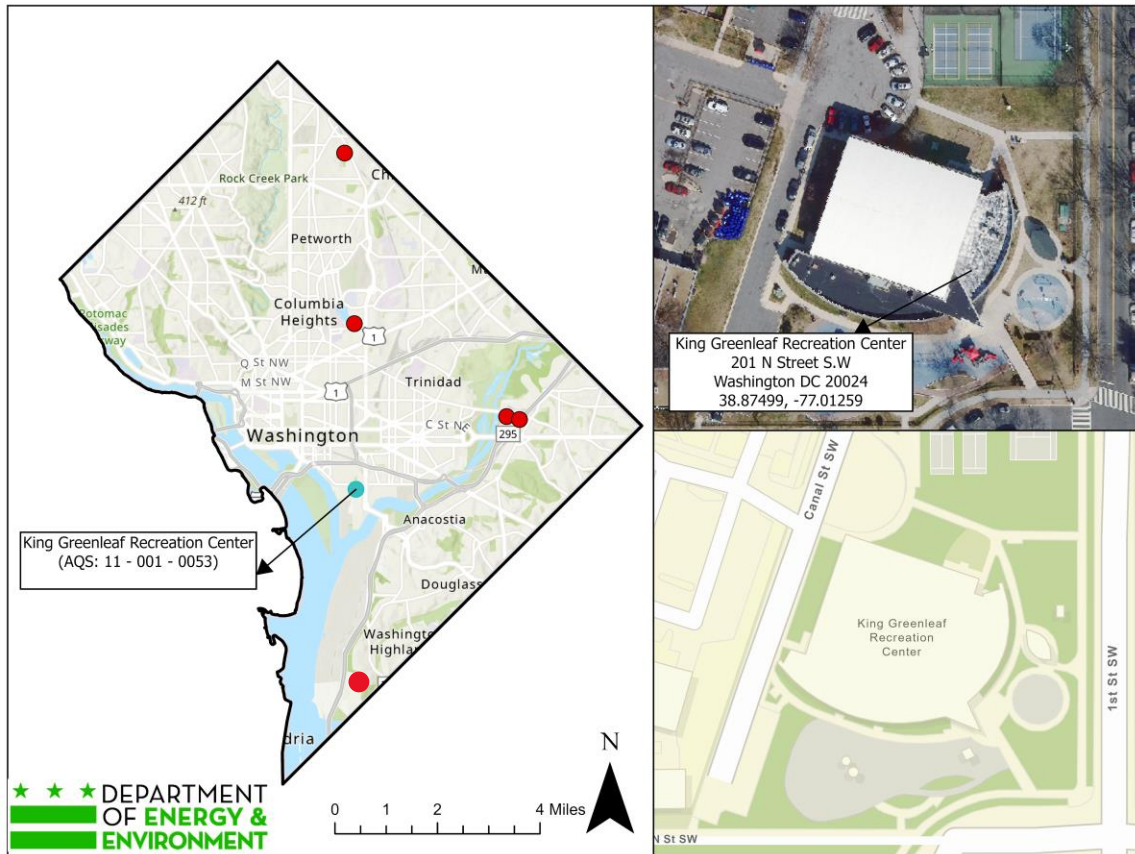 Rock Creek Park
412 ft
Petworth
Columbia
Heights
1
Potomac
Palisades
Q St NW
M St NW
1
Trinidad
C St NE
295
Washington
Anacostia
King Greenleaf Recreation Center
(AQS: 11 - 001 - 0053)
Douglass
Washington
Highlan
dria
N
0 1 2 4 Miles
★ ★ ★ DEPARTMENT
OF ENERGY &
ENVIRONMENT
King Greenleaf Recreation Center
201 N Street S.W
Washington DC 20024
38.87499, -77.01259
Canal St SW
King Greenleaf
Recreation
Center
1st St SW
N St SW